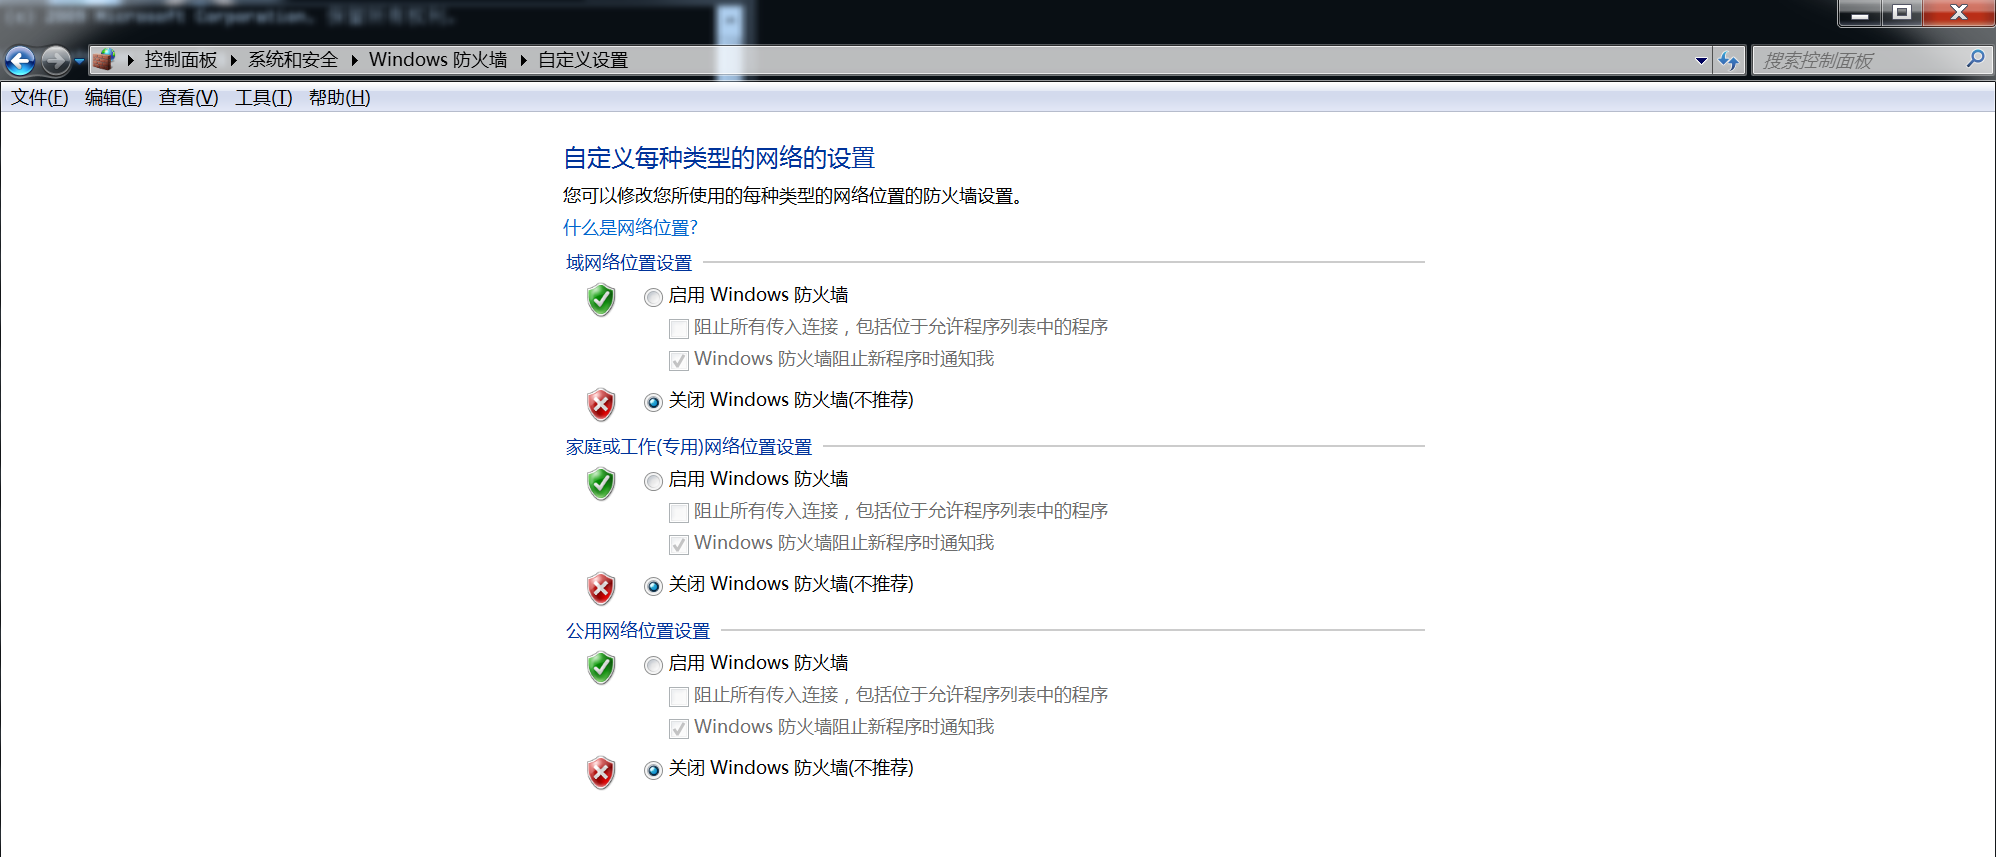 (c) 2009 Microsoft Corporation。保留所有权利。
控制面板 系统和安全 Windows 防火墙 自定义设置 搜索控制面板
文件(F) 编辑(E) 查看(V) 工具(T) 帮助(H)
自定义每种类型的网络的设置
您可以修改您所使用的每种类型的网络位置的防火墙设置。
什么是网络位置?
域网络位置设置
启用 Windows 防火墙
阻止所有传入连接，包括位于允许程序列表中的程序
Windows 防火墙阻止新程序时通知我
关闭 Windows 防火墙(不推荐)
家庭或工作(专用)网络位置设置
启用 Windows 防火墙
阻止所有传入连接，包括位于允许程序列表中的程序
Windows 防火墙阻止新程序时通知我
关闭 Windows 防火墙(不推荐)
公用网络位置设置
启用 Windows 防火墙
阻止所有传入连接，包括位于允许程序列表中的程序
Windows 防火墙阻止新程序时通知我
关闭 Windows 防火墙(不推荐)